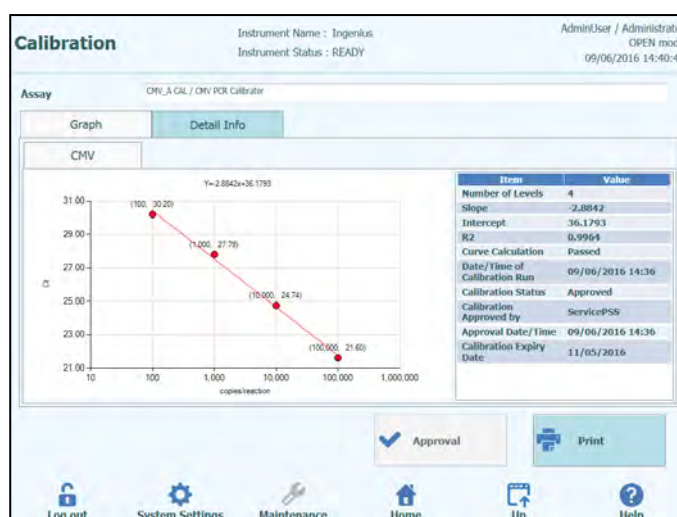 Calibration
Instrument Name : Ingenius
Instrument Status : READY
AdminUser / Administrat
OPEN mod
09/06/2016 14:40:4
Assay
CMV_A CAL / CMV PCR Calibrator
Graph
Detail Info
CMV
Y=-2.8842x+36.1793
31.00
29.00
27.00
25.00
23.00
21.00
Ct
(100, 30.20)
(1,000, 27.79)
(10,000, 24.74)
(100,000, 21.60)
10
100
1,000
10,000
100,000
1,000,000
copies/reaction
Item Value
Number of Levels 4
Slope -2.8842
Intercept 36.1793
R2 0.9964
Curve Calculation Passed
Date/Time of
Calibration Run 09/06/2016 14:36
Calibration Status Approved
Calibration
Approved by ServicePSS
Approval Date/Time 09/06/2016 14:36
Calibration Expiry
Date 11/05/2016
Approval
Print
Log out
System Settings
Maintenance
Home
Up
Help